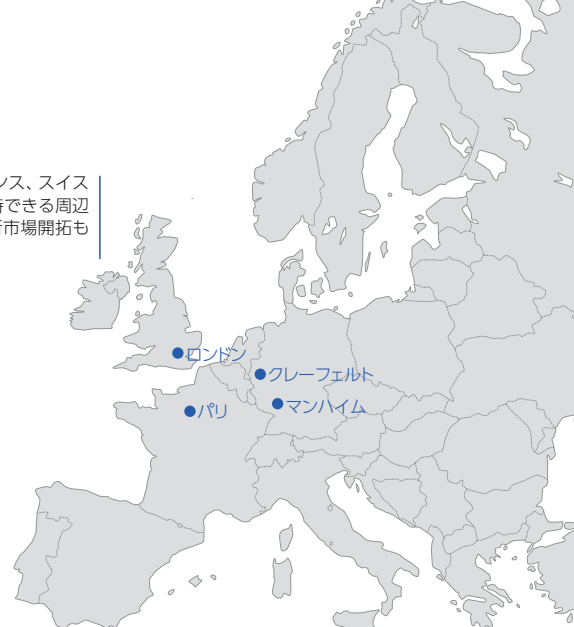 ンス、スイス
待できる周辺
市場開拓も
ロンドン
クレーフェルト
マンハイム
パリ